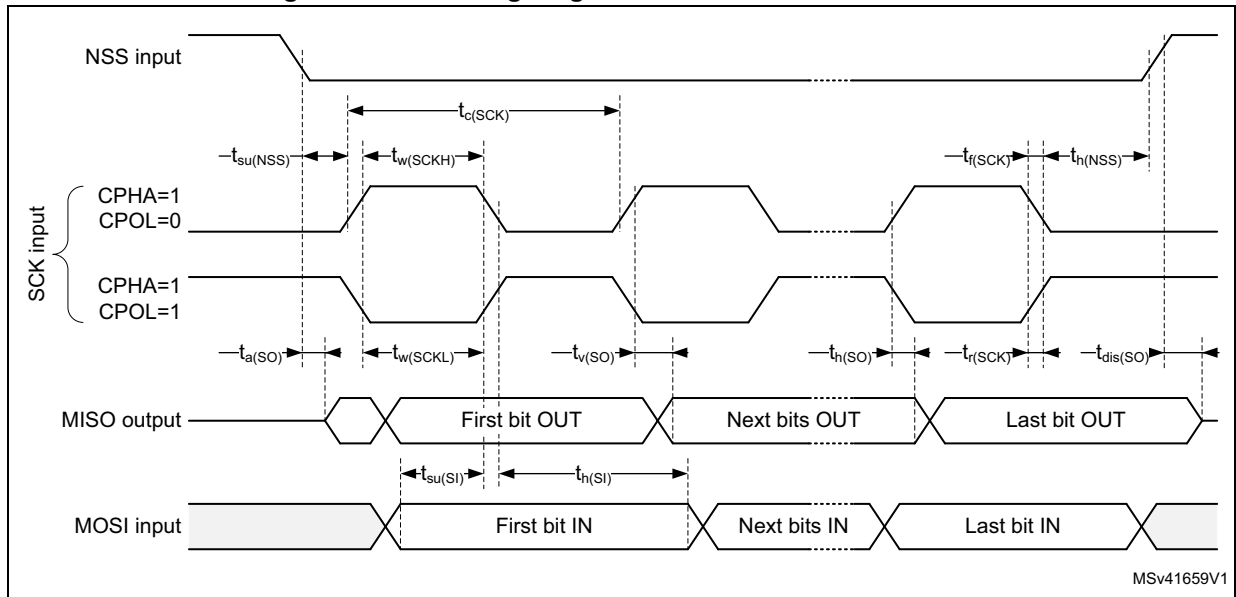 NSS input
tc(SCK)
tsu(NSS) tw(SCKH) tf(SCK) th(NSS)
SCK input
CPHA=1
CPOL=0
CPHA=1
CPOL=1
ta(SO) tw(SCKL) tv(SO) th(SO) tr(SCK) tdis(SO)
MISO output First bit OUT Next bits OUT Last bit OUT
tsu(SI) th(SI)
MOSI input First bit IN Next bits IN Last bit IN
MSv41659V1